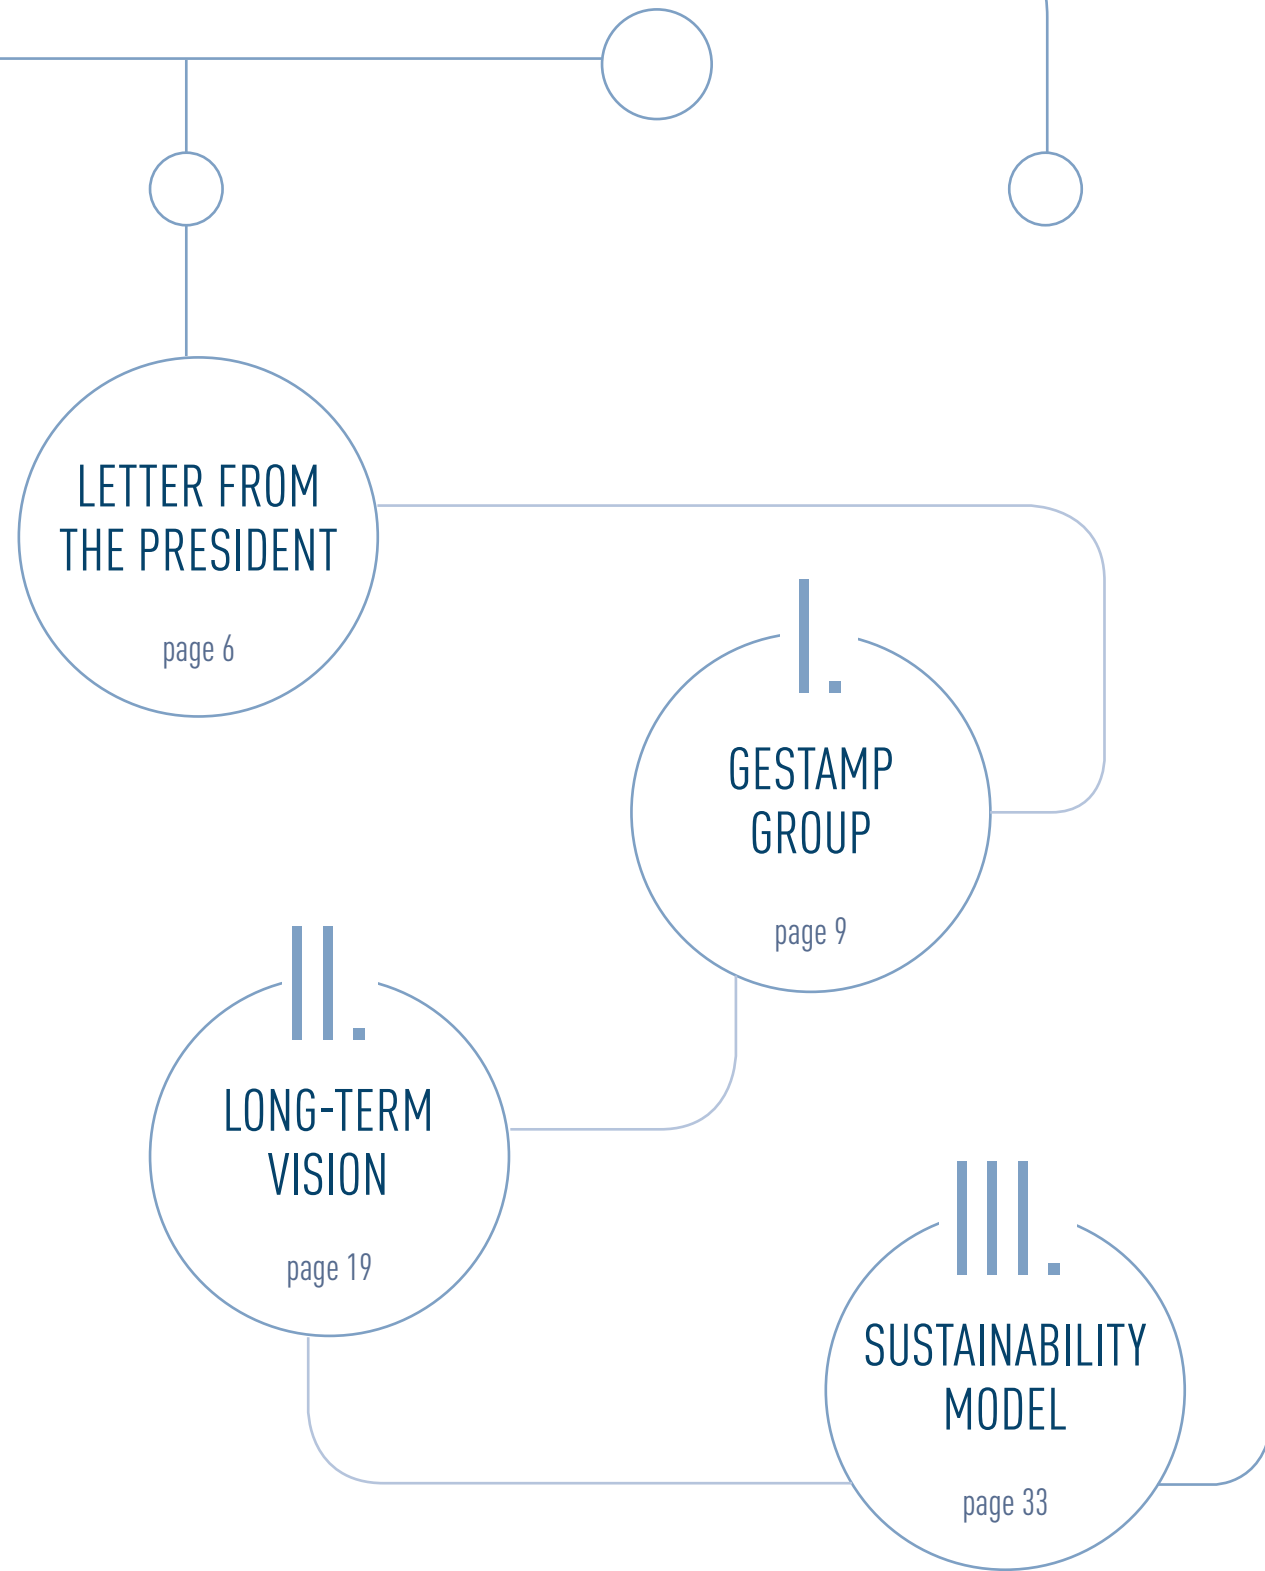 LETTER FROM
THE PRESIDENT
page 6
I.
GESTAMP
GROUP
page 9
II.
LONG-TERM
VISION
page 19
III.
SUSTAINABILITY
MODEL
page 33